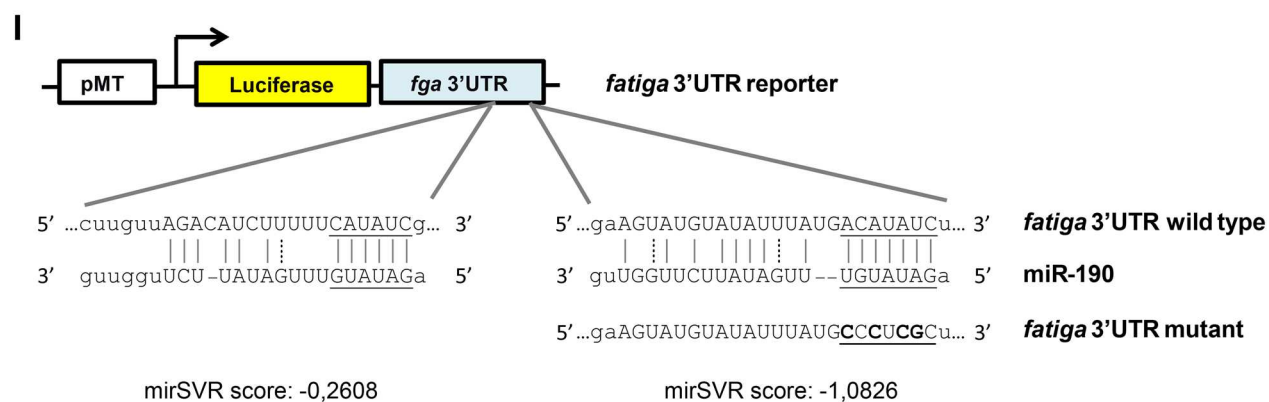 I
pMT Luciferase fga 3’UTR fatiga 3’UTR reporter
5’ …cuuguuAGACAUCUUUUUCAUAUCg… 3’ 5’ …gaAGUAUGUAUAUUUAUGACAUAUCu… 3’ fatiga 3’UTR wild type
3’ guugguUCU-UAUAGUUUGUAUAGa 5’ 3’ guUGGUUCUUAUAGUU--UGUAUAGa 5’ miR-190
5’ …gaAGUAUGUAUAUUUAUGCCCUCGCu… 3’ fatiga 3’UTR mutant
mirSVR score: -0,2608 mirSVR score: -1,0826